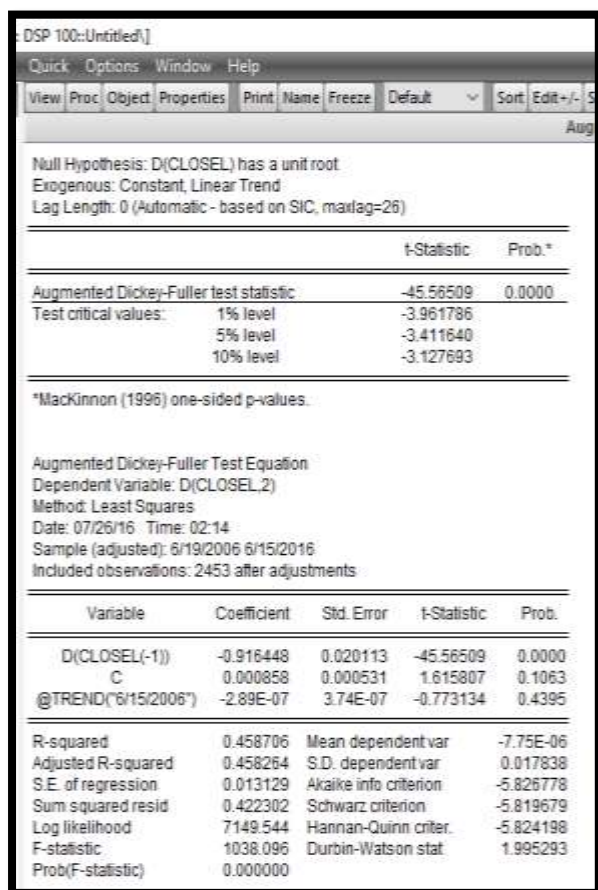 : DSP 100::Untitled\]
Quick Options Window Help
View Proc Object Properties Print Name Freeze Default Sort Edit+/- S
Aug
Null Hypothesis: D(CLOSEL) has a unit root
Exogenous: Constant, Linear Trend
Lag Length: 0 (Automatic - based on SIC, maxlag=26)
t-Statistic Prob.*
Augmented Dickey-Fuller test statistic -45.56509 0.0000
Test critical values: 1% level -3.961786
5% level -3.411640
10% level -3.127693
*MacKinnon (1996) one-sided p-values.
Augmented Dickey-Fuller Test Equation
Dependent Variable: D(CLOSEL,2)
Method: Least Squares
Date: 07/26/16 Time: 02:14
Sample (adjusted): 6/19/2006 6/15/2016
Included observations: 2453 after adjustments
Variable Coefficient Std. Error t-Statistic Prob.
D(CLOSEL(-1)) -0.916448 0.020113 -45.56509 0.0000
C 0.000858 0.000531 1.615807 0.1063
@TREND("6/15/2006") -2.89E-07 3.74E-07 -0.773134 0.4395
R-squared 0.458706 Mean dependent var -7.75E-06
Adjusted R-squared 0.458264 S.D. dependent var 0.017838
S.E. of regression 0.013129 Akaike info criterion -5.826778
Sum squared resid 0.422302 Schwarz criterion -5.819679
Log likelihood 7149.544 Hannan-Quinn criter. -5.824198
F-statistic 1038.096 Durbin-Watson stat 1.995293
Prob(F-statistic) 0.000000